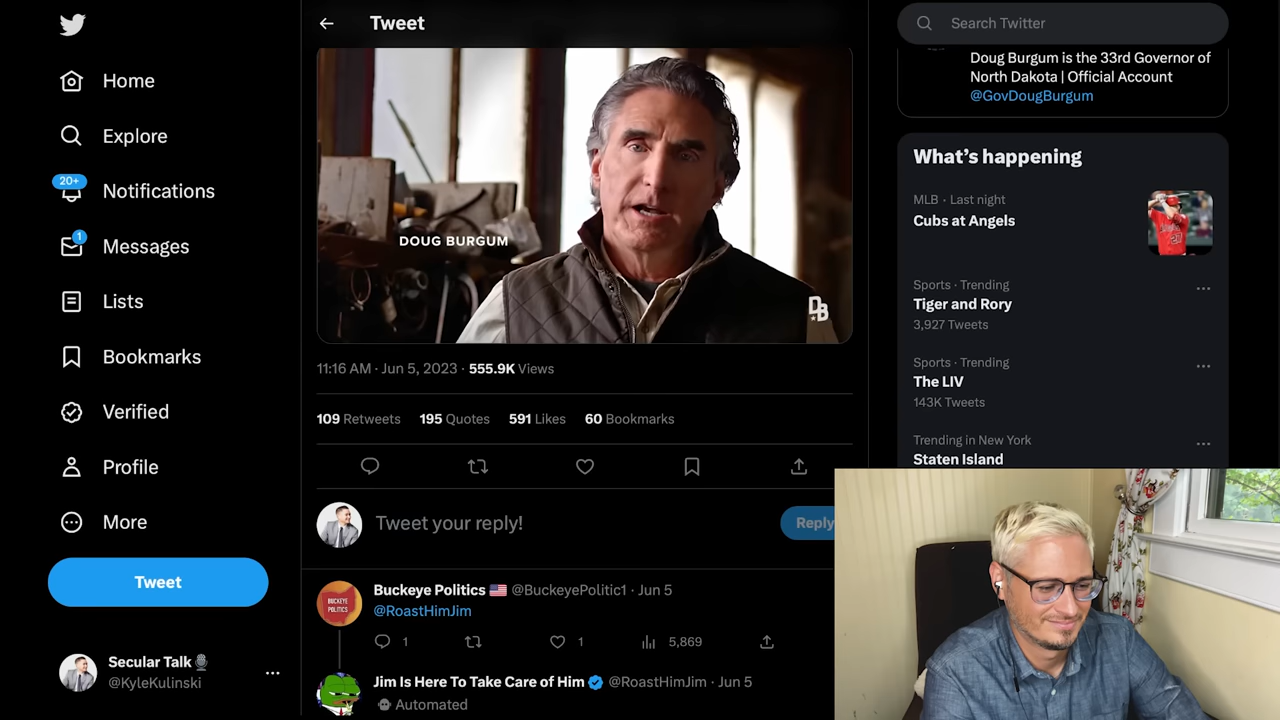 Home
Explore
20+
Notifications
1
Messages
Lists
Bookmarks
Verified
Profile
More
Tweet
Secular Talk
@KyleKulinski
Tweet
DOUG BURGUM
DB
11:16 AM · Jun 5, 2023 · 555.9K Views
109 Retweets 195 Quotes 591 Likes 60 Bookmarks
Tweet your reply!
Reply
BUCKEYE
POLITICS
Buckeye Politics @BuckeyePolitic1 · Jun 5
@RoastHimJim
1 1 5,869
Jim Is Here To Take Care of Him @RoastHimJim · Jun 5
Automated
Search Twitter
Doug Burgum is the 33rd Governor of
North Dakota | Official Account
@GovDougBurgum
What's happening
MLB · Last night
Cubs at Angels
Sports · Trending
Tiger and Rory
3,927 Tweets
Sports · Trending
The LIV
143K Tweets
Trending in New York
Staten Island